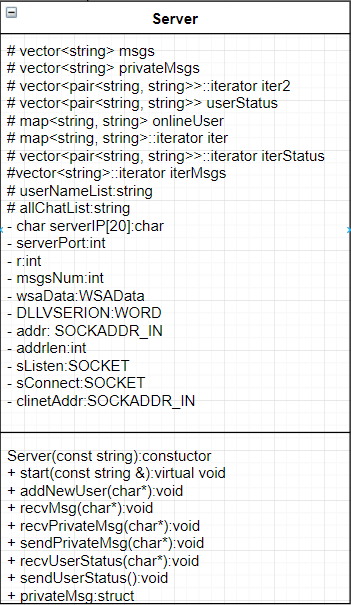 Server
# vector<string> msgs
# vector<string> privateMsgs
# vector<pair<string, string>>::iterator iter2
# vector<pair<string, string>> userStatus
# map<string, string> onlineUser
# map<string, string>::iterator iter
# vector<pair<string, string>::iterator iterStatus
#vector<string>::iterator iterMsgs
# userNameList:string
# allChatList:string
- char serverIP[20]:char
- serverPort:int
- r:int
- msgsNum:int
- wsaData:WSAData
- DLLVSERION:WORD
- addr: SOCKADDR_IN
- addrlen:int
- sListen:SOCKET
- sConnect:SOCKET
- clinetAddr:SOCKADDR_IN
Server(const string):constuctor
+ start(const string &):virtual void
+ addNewUser(char*):void
+ recvMsg(char*):void
+ recvPrivateMsg(char*):void
+ sendPrivateMsg(char*):void
+ recvUserStatus(char*):void
+ sendUserStatus():void
+ privateMsg:struct